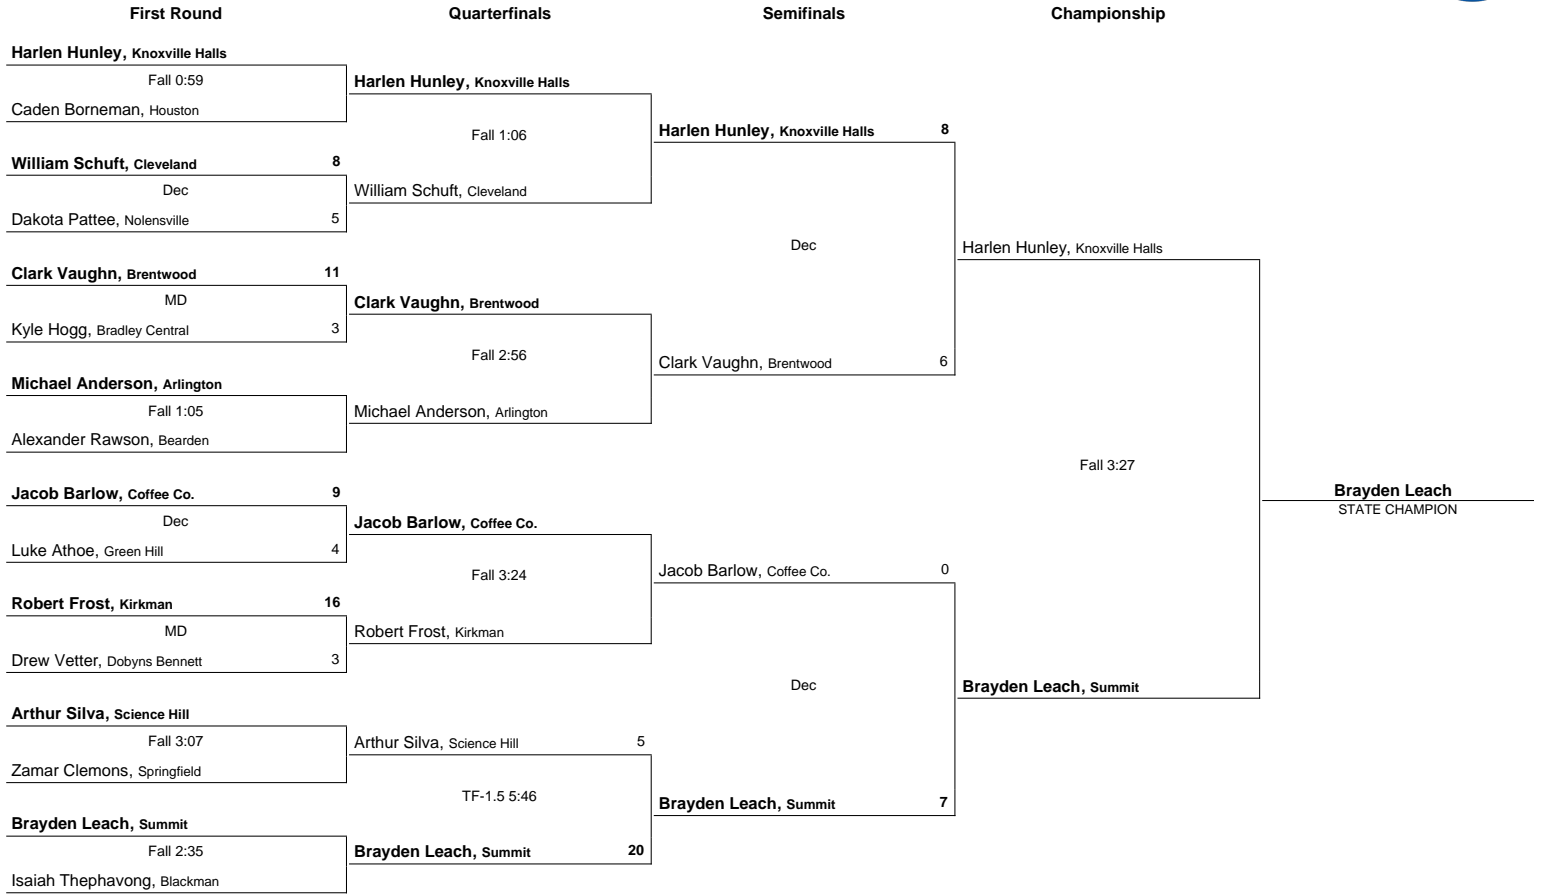 First Round
Quarterfinals
Semifinals
Championship
Harlen Hunley, Knoxville Halls
Fall 0:59
Caden Borneman, Houston
William Schuft, Cleveland 8
Dec
Dakota Pattee, Nolensville 5
Clark Vaughn, Brentwood 11
MD
Kyle Hogg, Bradley Central 3
Michael Anderson, Arlington
Fall 1:05
Alexander Rawson, Bearden
Jacob Barlow, Coffee Co. 9
Dec
Luke Athoe, Green Hill 4
Robert Frost, Kirkman 16
MD
Drew Vetter, Dobyns Bennett 3
Arthur Silva, Science Hill
Fall 3:07
Zamar Clemons, Springfield
Brayden Leach, Summit
Fall 2:35
Isaiah Thephavong, Blackman
Harlen Hunley, Knoxville Halls
Fall 1:06
William Schuft, Cleveland
Clark Vaughn, Brentwood
Fall 2:56
Michael Anderson, Arlington
Jacob Barlow, Coffee Co.
Fall 3:24
Robert Frost, Kirkman
Arthur Silva, Science Hill 5
TF-1.5 5:46
Brayden Leach, Summit 20
Harlen Hunley, Knoxville Halls 8
Dec
Clark Vaughn, Brentwood 6
Jacob Barlow, Coffee Co. 0
Dec
Brayden Leach, Summit 7
Harlen Hunley, Knoxville Halls
Fall 3:27
Brayden Leach, Summit
Brayden Leach
STATE CHAMPION